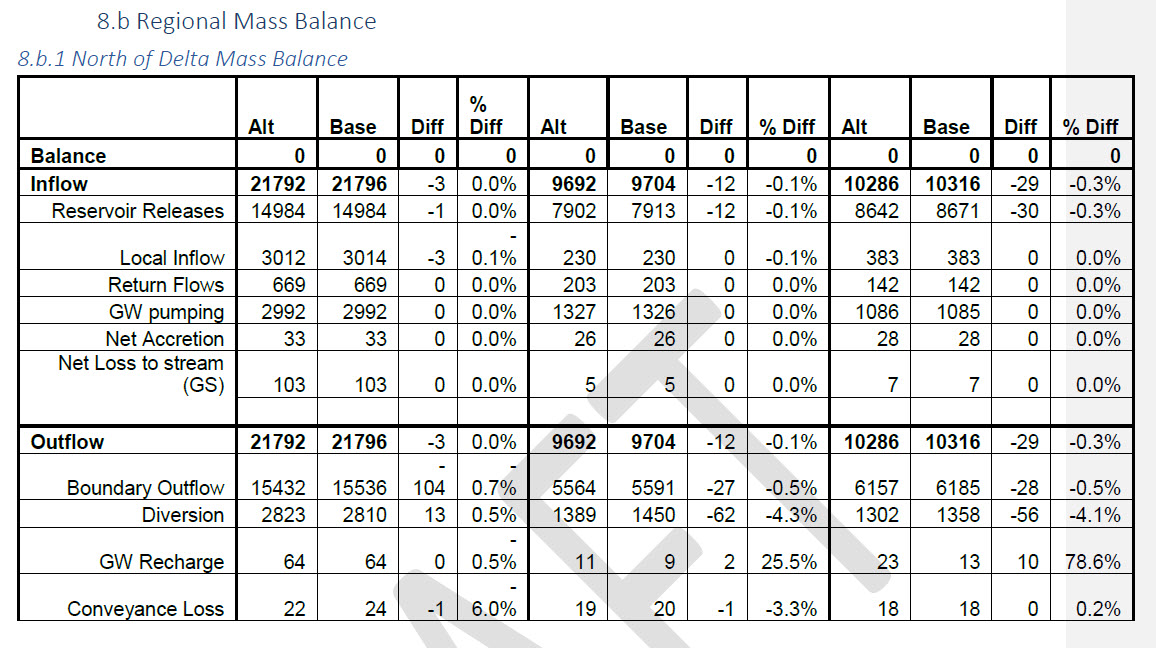 8.b Regional Mass Balance
8.b.1 North of Delta Mass Balance
Alt Base Diff % Diff Alt Base Diff % Diff Alt Base Diff % Diff
Balance 0 0 0 0 0 0 0 0 0 0 0 0
Inflow 21792 21796 -3 0.0% 9692 9704 -12 -0.1% 10286 10316 -29 -0.3%
Reservoir Releases 14984 14984 -1 0.0% 7902 7913 -12 -0.1% 8642 8671 -30 -0.3%
Local Inflow 3012 3014 -3 -0.1% 230 230 0 -0.1% 383 383 0 0.0%
Return Flows 669 669 0 0.0% 203 203 0 0.0% 142 142 0 0.0%
GW pumping 2992 2992 0 0.0% 1327 1326 0 0.0% 1086 1085 0 0.0%
Net Accretion 33 33 0 0.0% 26 26 0 0.0% 28 28 0 0.0%
Net Loss to stream
(GS) 103 103 0 0.0% 5 5 0 0.0% 7 7 0 0.0%
Outflow 21792 21796 -3 0.0% 9692 9704 -12 -0.1% 10286 10316 -29 -0.3%
Boundary Outflow 15432 15536 -104 -0.7% 5564 5591 -27 -0.5% 6157 6185 -28 -0.5%
Diversion 2823 2810 13 0.5% 1389 1450 -62 -4.3% 1302 1358 -56 -4.1%
GW Recharge 64 64 0 -0.5% 11 9 2 25.5% 23 13 10 78.6%
Conveyance Loss 22 24 -1 -6.0% 19 20 -1 -3.3% 18 18 0 0.2%
AFT